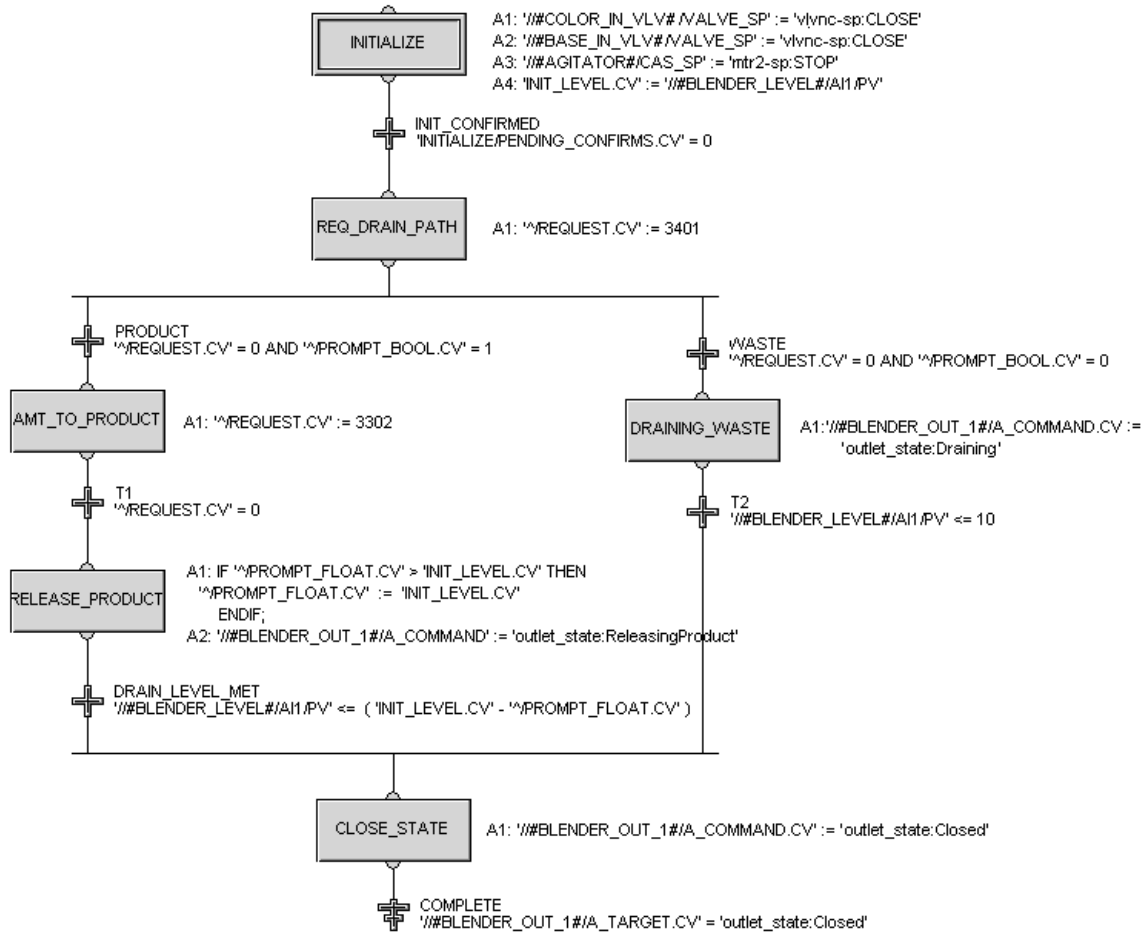 INITIALIZE
A1: '//#COLOR_IN_VLV# /VALVE_SP' := 'vlvnc-sp:CLOSE'
A2: '//#BASE_IN_VLV#/VALVE_SP' := 'vlvnc-sp:CLOSE'
A3: '//#AGITATOR#/CAS_SP' := 'mtr2-sp:STOP'
A4: 'INIT_LEVEL.CV' := '//#BLENDER_LEVEL#/AI1/PV'
INIT_CONFIRMED
'INITIALIZE/PENDING_CONFIRMS.CV' = 0
REQ_DRAIN_PATH
A1: '^/REQUEST.CV' := 3401
PRODUCT
'^/REQUEST.CV' = 0 AND '^/PROMPT_BOOL.CV' = 1
WASTE
'^/REQUEST.CV' = 0 AND '^/PROMPT_BOOL.CV' = 0
AMT_TO_PRODUCT
A1: '^/REQUEST.CV' := 3302
DRAINING_WASTE
A1:'//#BLENDER_OUT_1#/A_COMMAND.CV :=
'outlet_state:Draining'
T1
'^/REQUEST.CV' = 0
T2
'//#BLENDER_LEVEL#/AI1/PV' <= 10
RELEASE_PRODUCT
A1: IF '^/PROMPT_FLOAT.CV' > 'INIT_LEVEL.CV' THEN
'^/PROMPT_FLOAT.CV' := 'INIT_LEVEL.CV'
ENDIF;
A2: '//#BLENDER_OUT_1#/A_COMMAND' := 'outlet_state:ReleasingProduct'
DRAIN_LEVEL_MET
'//#BLENDER_LEVEL#/AI1/PV' <= ( 'INIT_LEVEL.CV' - '^/PROMPT_FLOAT.CV' )
CLOSE_STATE
A1: '//#BLENDER_OUT_1#/A_COMMAND.CV' := 'outlet_state:Closed'
COMPLETE
'//#BLENDER_OUT_1#/A_TARGET.CV' = 'outlet_state:Closed'